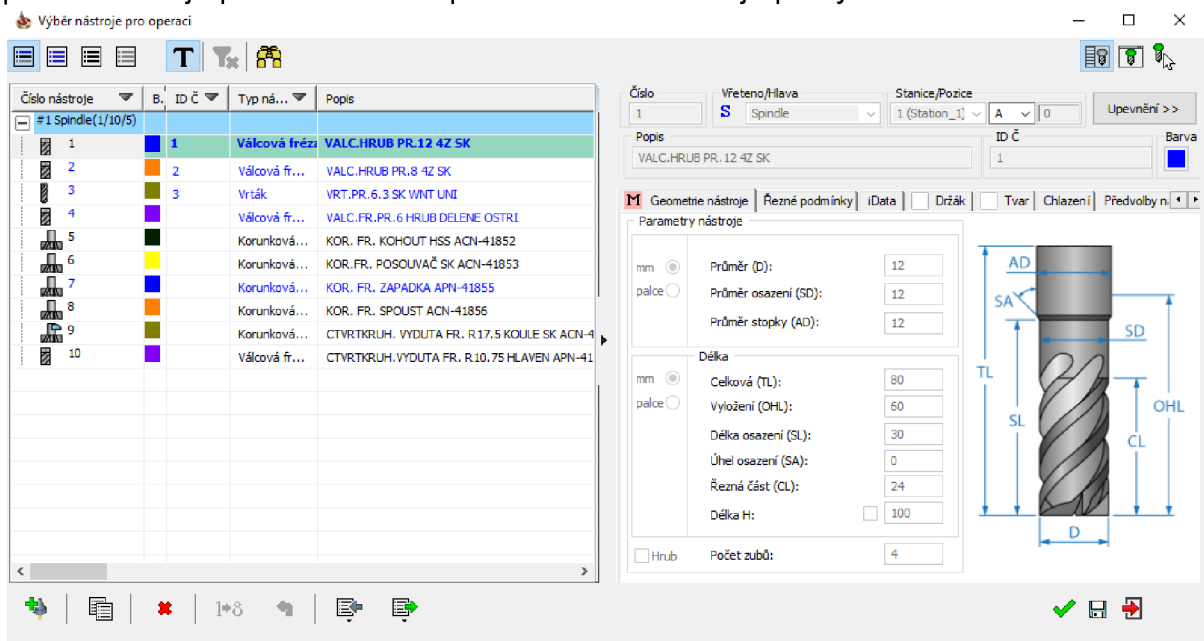 Výběr nástroje pro operaci
T
Číslo nástroje B. ID Č Typ ná... Popis
#1 Spindle(1/10/5)
1 1 Válcová fréza VALC.HRUB PR.12 4Z SK
2 2 Válcová fr... VALC.HRUB PR.8 4Z SK
3 3 Vrták VRT.PR.6.3 SK WNT UNI
4 Válcová fr... VALC.FR.PR.6 HRUB DELENE OSTRI
5 Korunková... KOR. FR. KOHOUT HSS ACN-41852
6 Korunková... KOR.FR. POSOUVAČ SK ACN-41853
7 Korunková... KOR. FR. ZAPADKA APN-41855
8 Korunková... KOR. FR. SPOUST ACN-41856
9 Korunková... CTVRTKRUH. VYDUTA FR. R17.5 KOULE SK ACN-4
10 Válcová fr... CTVRTKRUH.VYDUTA FR. R10.75 HLAVEN APN-41
Číslo Vřeteno/Hlava Stanice/Pozice
1 S Spindle 1 (Station_1) A 0 Upevnění >>
Popis ID Č Barva
VALC.HRUB PR. 12 4Z SK 1
M Geometrie nástroje Řezné podmínky iData Držák Tvar Chlazení Předvolby n
Parametry nástroje
mm Průměr (D): 12
palce Průměr osazení (SD): 12
Průměr stopky (AD): 12
Délka
mm Celková (TL): 80
palce Vyložení (OHL): 60
Délka osazení (SL): 30
Úhel osazení (SA): 0
Řezná část (CL): 24
Délka H: 100
Hrub Počet zubů: 4
AD
SA
SD
TL
OHL
SL
CL
D